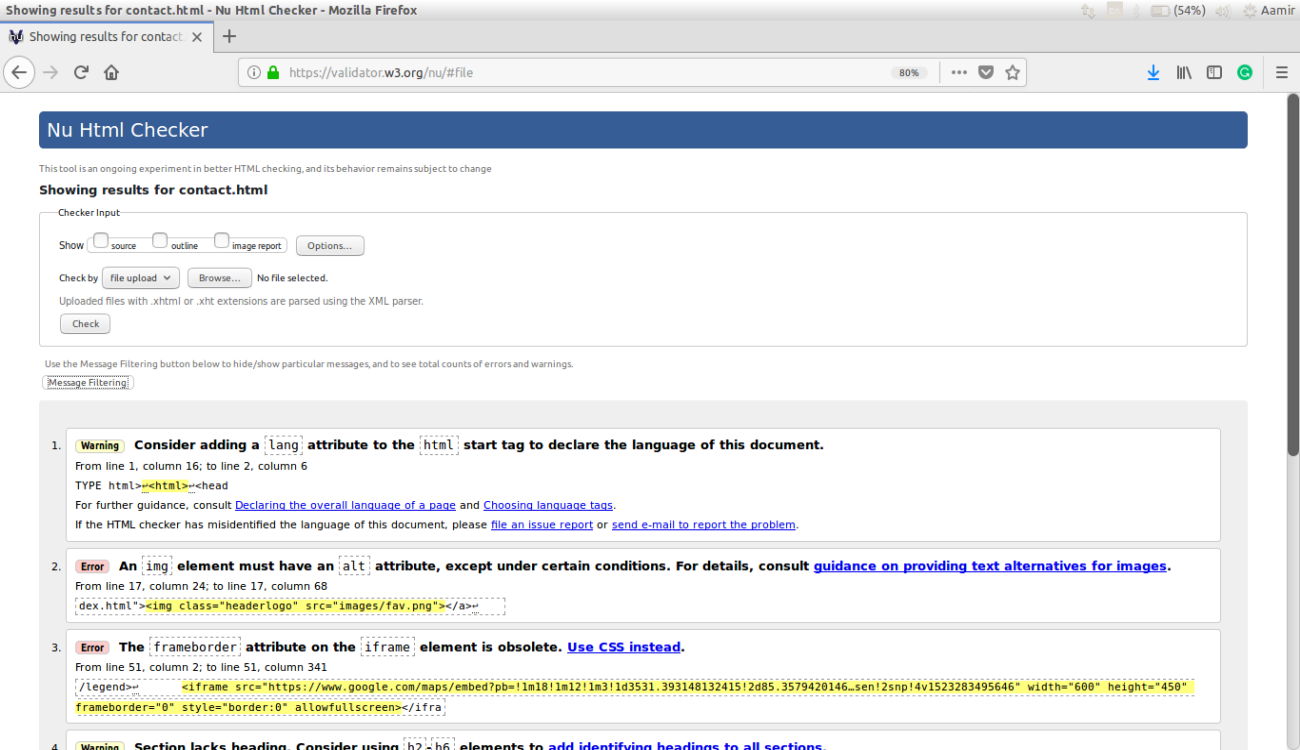 Showing results for contact.html - Nu Html Checker - Mozilla Firefox
(54%)
Aamir
Showing results for contact
https://validator.w3.org/nu/#file
80%
Nu Html Checker
This tool is an ongoing experiment in better HTML checking, and its behavior remains subject to change
Showing results for contact.html
Checker Input
Show source outline image report Options...
Check by file upload Browse... No file selected.
Uploaded files with .xhtml or .xht extensions are parsed using the XML parser.
Check
Use the Message Filtering button below to hide/show particular messages, and to see total counts of errors and warnings.
Message Filtering
1. Warning Consider adding a lang attribute to the html start tag to declare the language of this document.
From line 1, column 16; to line 2, column 6
TYPE html>↩<html>↩<head
For further guidance, consult Declaring the overall language of a page and Choosing language tags.
If the HTML checker has misidentified the language of this document, please file an issue report or send e-mail to report the problem.
2. Error An img element must have an alt attribute, except under certain conditions. For details, consult guidance on providing text alternatives for images.
From line 17, column 24; to line 17, column 68
dex.html"><img class="headerlogo" src="images/fav.png"></a>↩
3. Error The frameborder attribute on the iframe element is obsolete. Use CSS instead.
From line 51, column 2; to line 51, column 341
/legend>↩ <iframe src="https://www.google.com/maps/embed?pb=!1m18!1m12!1m3!1d3531.393148132415!2d85.3579420146…sen!2snp!4v1523283495646" width="600" height="450"
frameborder="0" style="border:0" allowfullscreen></ifra
4. Warning Section lacks heading. Consider using h2-h6 elements to add identifying headings to all sections.